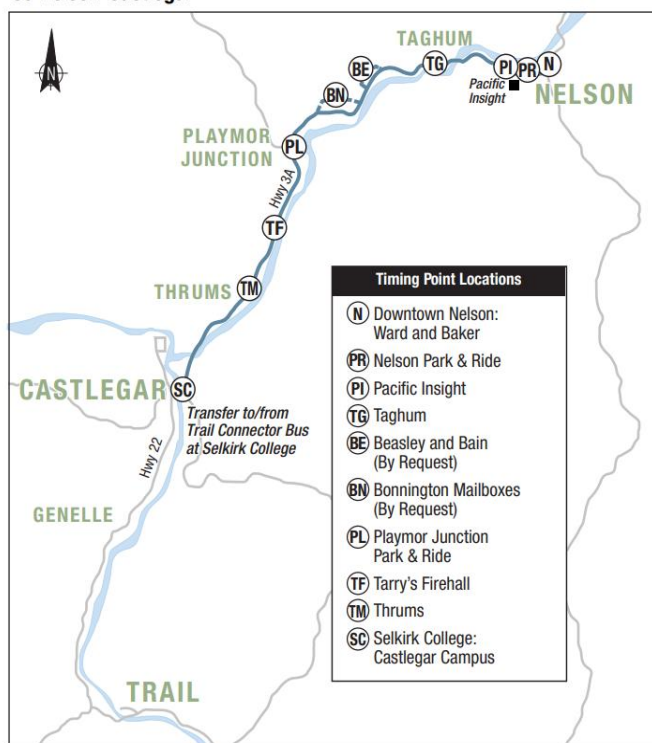 TAGHUM
N
BE
TG
PI
PR
N
BN
Pacific
Insight
NELSON
PLAYMOR
JUNCTION
PL
Hwy 3A
TF
THRUMS
TM
CASTLEGAR
SC
Transfer to/from
Trail Connector Bus
at Selkirk College
Hwy 22
GENELLE
TRAIL
Timing Point Locations
N Downtown Nelson:
Ward and Baker
PR Nelson Park & Ride
PI Pacific Insight
TG Taghum
BE Beasley and Bain
(By Request)
BN Bonnington Mailboxes
(By Request)
PL Playmor Junction
Park & Ride
TF Tarry's Firehall
TM Thrums
SC Selkirk College:
Castlegar Campus